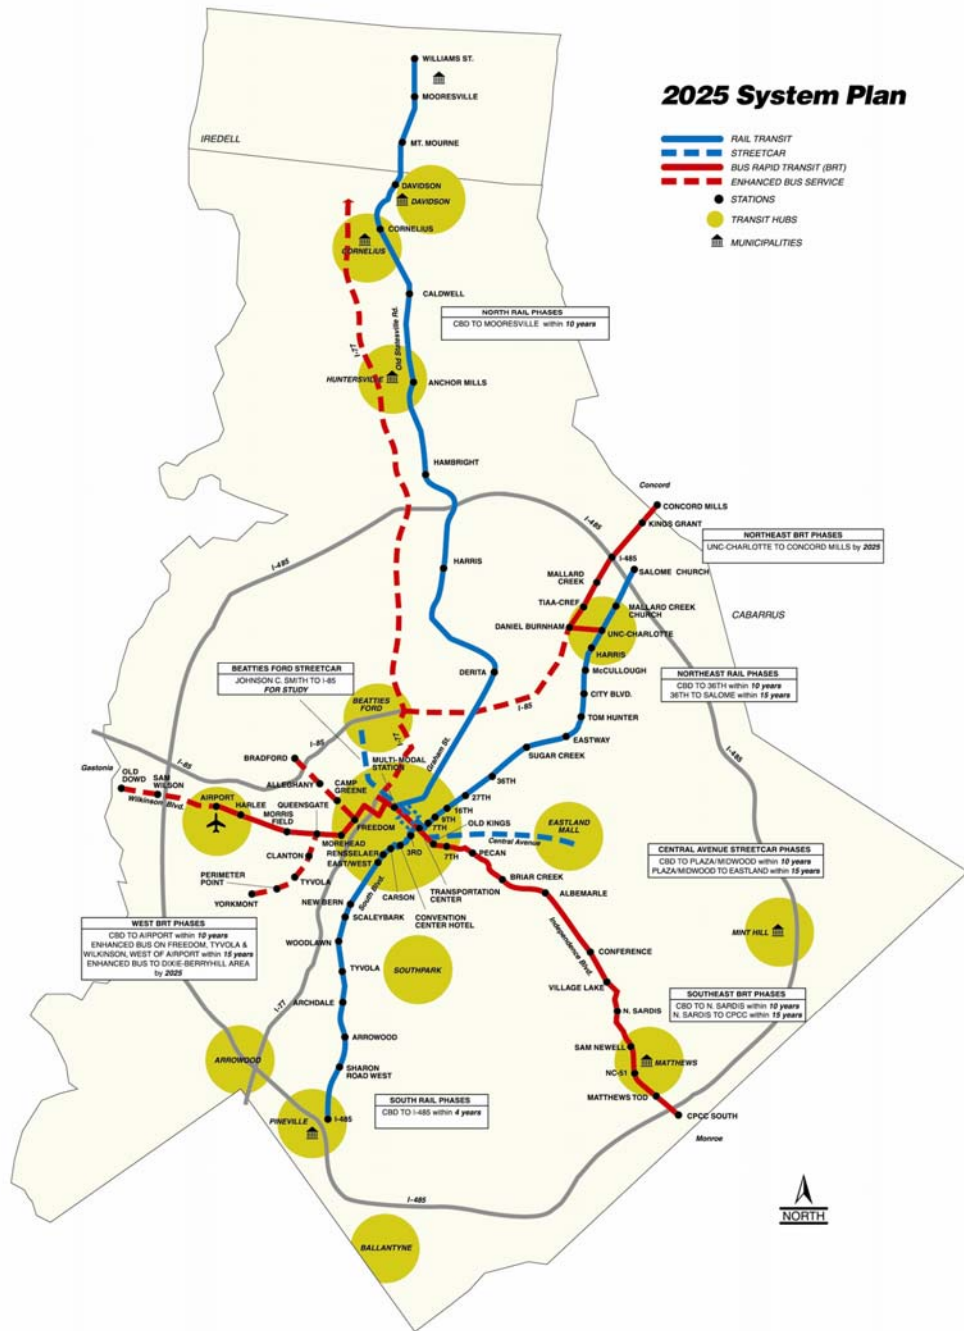 2025 System Plan
RAIL TRANSIT
STREETCAR
BUS RAPID TRANSIT (BRT)
ENHANCED BUS SERVICE
STATIONS
TRANSIT HUBS
MUNICIPALITIES
WILLIAMS ST.
MOORESVILLE
IREDELL
MT. MOURNE
DAVIDSON
DAVIDSON
CORNELIUS
CORNELIUS
CALDWELL
NORTH RAIL PHASES
CBD TO MOORESVILLE within 10 years
Old Statesville Rd.
I-77
HUNTERSVILLE
ANCHOR MILLS
HAMBRIGHT
Concord
CONCORD MILLS
KINGS GRANT
I-485
NORTHEAST BRT PHASES
UNC-CHARLOTTE TO CONCORD MILLS by 2025
I-485
I-485
HARRIS
SALOME CHURCH
MALLARD
CREEK
TIAA-CREF
MALLARD CREEK
CHURCH
CABARRUS
DANIEL BURNHAM
UNC-CHARLOTTE
HARRIS
BEATTIES FORD STREETCAR
JOHNSON C. SMITH TO I-85
FOR STUDY
DERITA
McCULLOUGH
NORTHEAST RAIL PHASES
CBD TO 36TH within 10 years
36TH TO SALOME within 15 years
CITY BLVD.
BEATTIES
FORD
I-85
TOM HUNTER
I-77
Graham St.
EASTWAY
I-85
SUGAR CREEK
I-485
BRADFORD
MULTI-MODAL
STATION
Gastonia
OLD
DOWD
SAM
WILSON
Wilkinson Blvd.
ALLEGHANY
CAMP
GREENE
36TH
27TH
AIRPORT
HARLEE
QUEENSGATE
16TH
9TH
7TH
OLD KINGS
EASTLAND
MALL
MORRIS
FIELD
FREEDOM
MOREHEAD
Central Avenue
RENSSELAER
EAST/WEST
3RD
7TH
PECAN
CENTRAL AVENUE STREETCAR PHASES
CBD TO PLAZA/MIDWOOD within 10 years
PLAZA/MIDWOOD TO EASTLAND within 15 years
CLANTON
PERIMETER
POINT
TYVOLA
YORKMONT
BRIAR CREEK
ALBEMARLE
South Blvd.
CARSON
TRANSPORTATION
CENTER
NEW BERN
SCALEYBARK
CONVENTION
CENTER HOTEL
WEST BRT PHASES
CBD TO AIRPORT within 10 years
ENHANCED BUS ON FREEDOM, TYVOLA &
WILKINSON, WEST OF AIRPORT within 15 years
ENHANCED BUS TO DIXIE-BERRYHILL AREA
by 2025
MINT HILL
WOODLAWN
CONFERENCE
Independence Blvd.
SOUTHPARK
TYVOLA
VILLAGE LAKE
SOUTHEAST BRT PHASES
CBD TO N. SARDIS within 10 years
N. SARDIS TO CPCC within 15 years
I-77
ARCHDALE
N. SARDIS
ARROWOOD
ARROWOOD
SAM NEWELL
MATTHEWS
SHARON
ROAD WEST
NC-51
MATTHEWS TOD
SOUTH RAIL PHASES
CBD TO I-485 within 4 years
PINEVILLE
I-485
CPCC SOUTH
Monroe
I-485
NORTH
BALLANTYNE